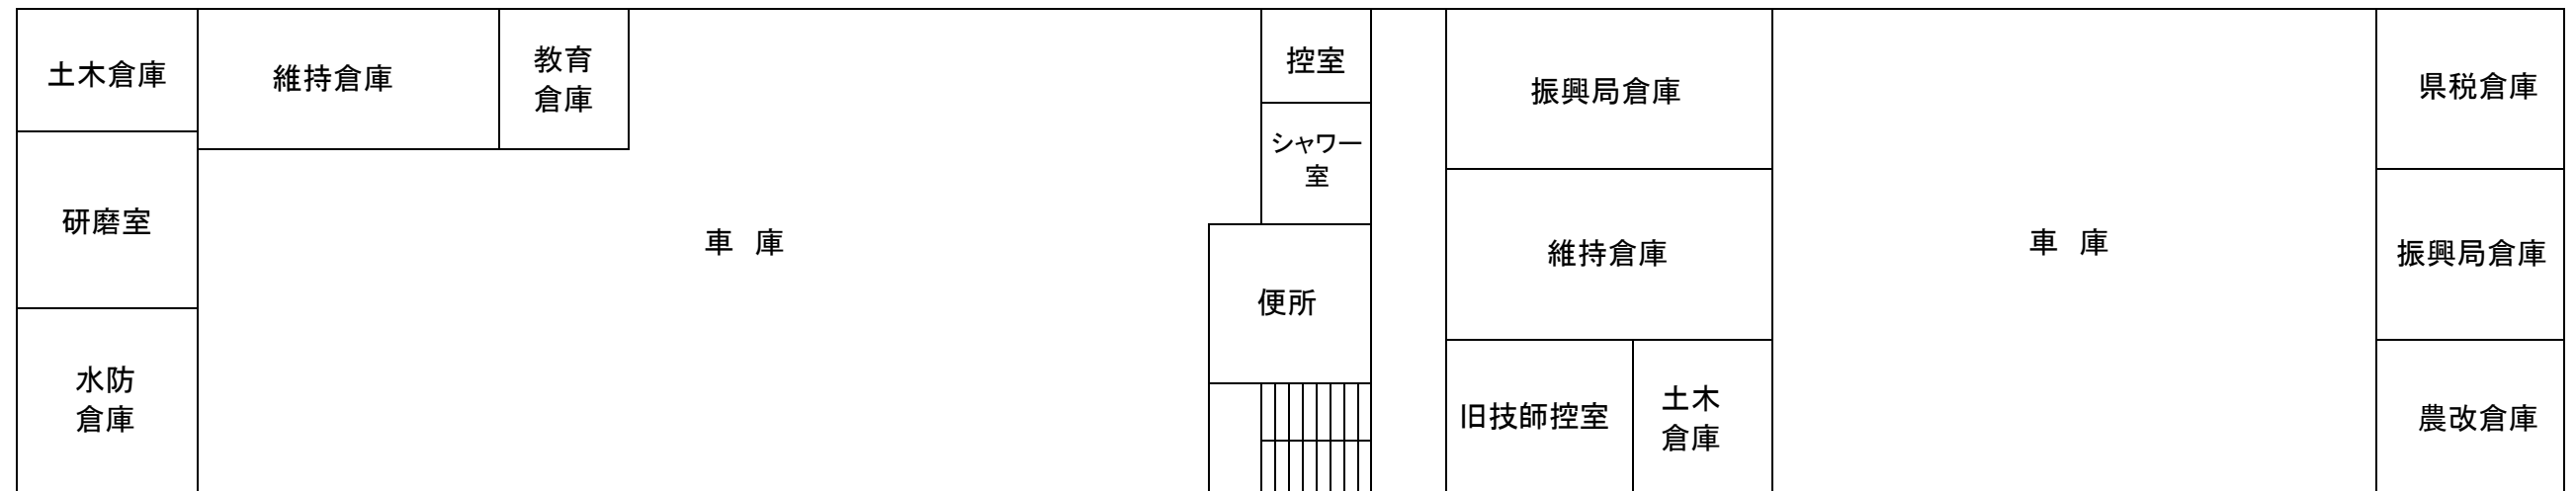 土木倉庫
維持倉庫
教育
倉庫
控室
振興局倉庫
県税倉庫
シャワー
室
研磨室
車 庫
維持倉庫
車 庫
振興局倉庫
便所
水防
倉庫
旧技師控室
土木
倉庫
農改倉庫